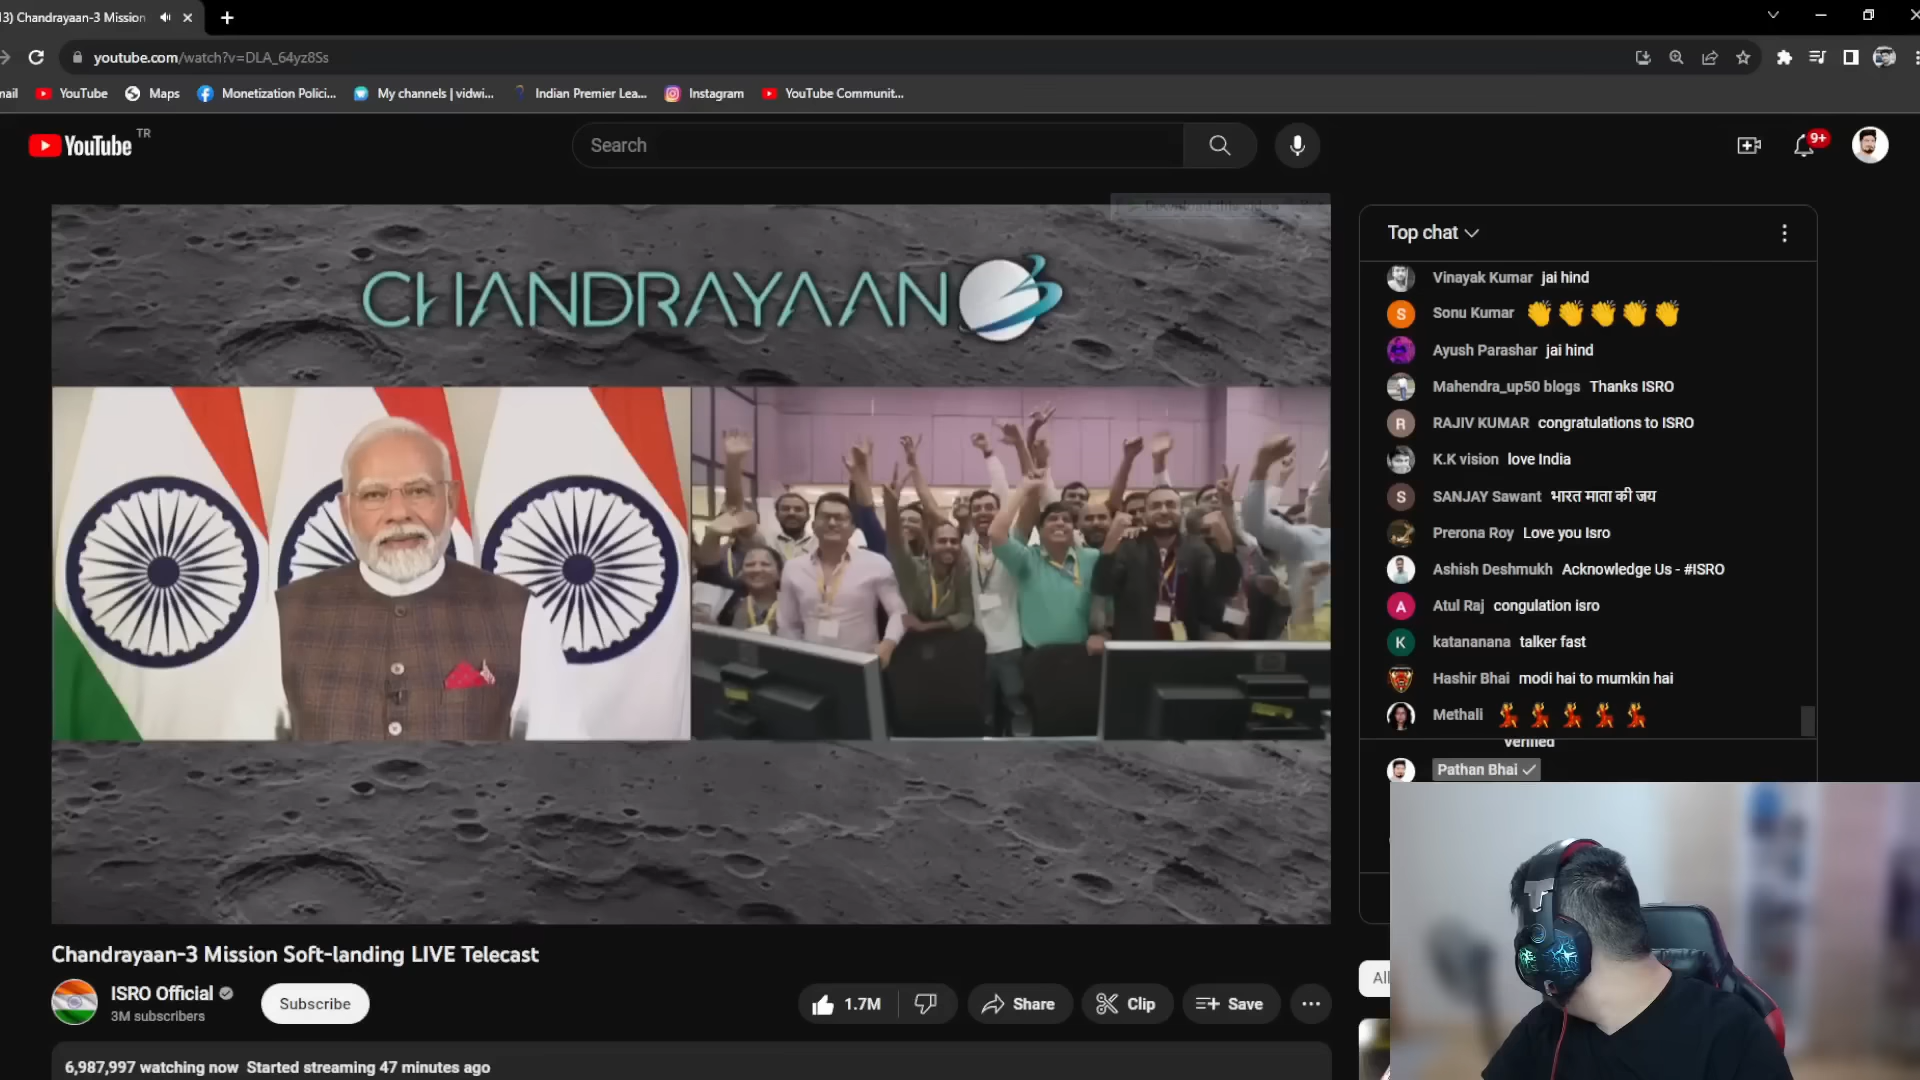 3) Chandrayaan-3 Mission
youtube.com/watch?v=DLA_64yz8Ss
mail
YouTube
Maps
Monetization Polici...
My channels | vidwi...
Indian Premier Lea...
Instagram
YouTube Communit...
YouTube TR
Search
9+
CHANDRAYAAN 3
Top chat
Vinayak Kumar jai hind
S Sonu Kumar 👏👏👏👏👏
Ayush Parashar jai hind
Mahendra_up50 blogs Thanks ISRO
R RAJIV KUMAR congratulations to ISRO
K.K vision love India
S SANJAY Sawant भारत माता की जय
Prerona Roy Love you Isro
Ashish Deshmukh Acknowledge Us - #ISRO
A Atul Raj congulation isro
K katananana talker fast
Hashir Bhai modi hai to mumkin hai
Methali 💃💃💃💃💃
verified
Pathan Bhai
Chandrayaan-3 Mission Soft-landing LIVE Telecast
ISRO Official
3M subscribers
Subscribe
1.7M
Share
Clip
Save
All
6,987,997 watching now Started streaming 47 minutes ago